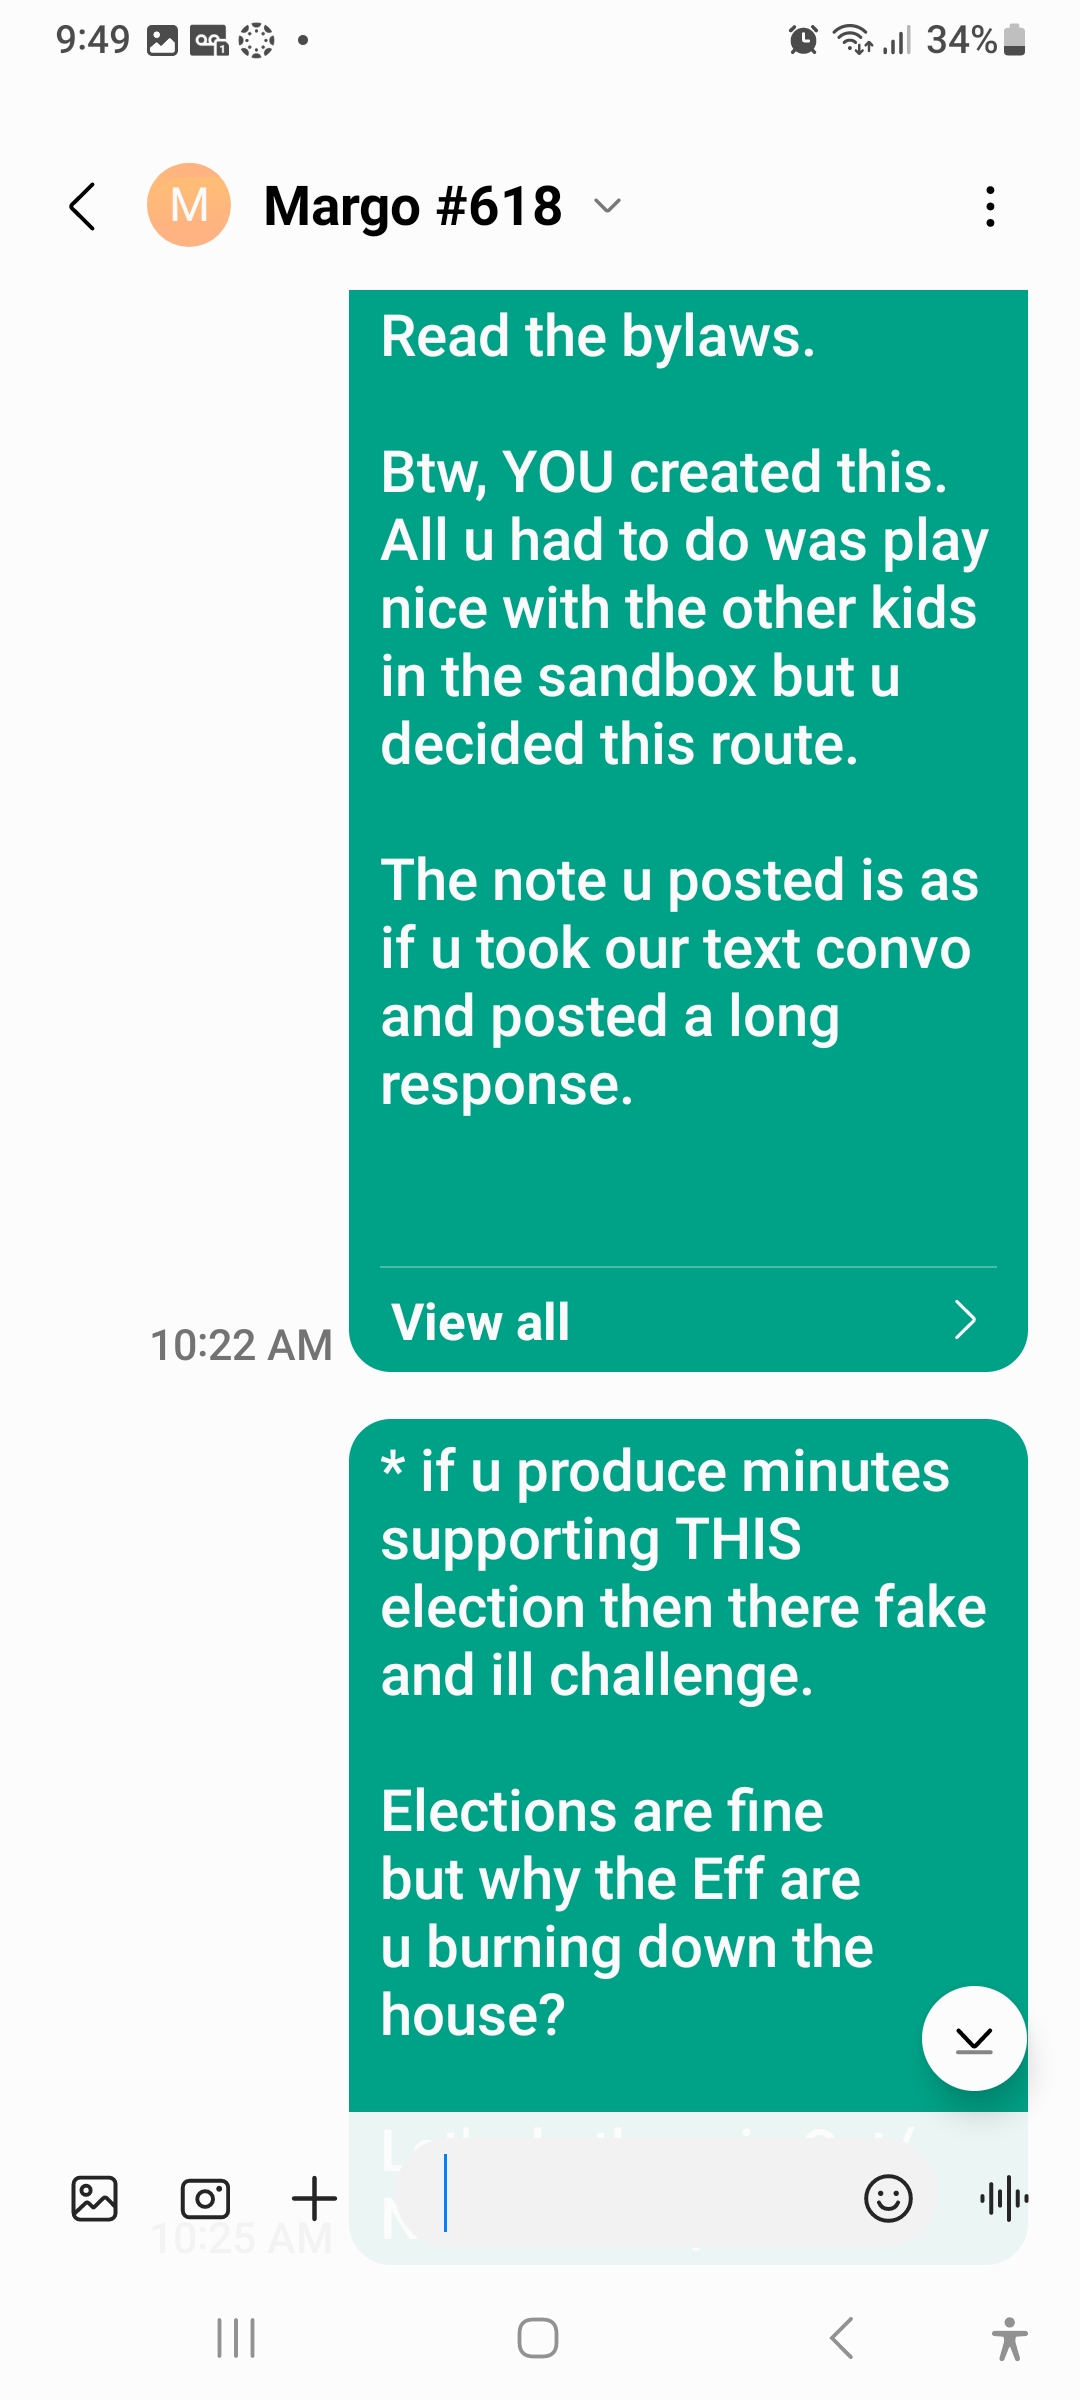 9:49
34%
M
Margo #618
Read the bylaws.
Btw, YOU created this.
All u had to do was play
nice with the other kids
in the sandbox but u
decided this route.
The note u posted is as
if u took our text convo
and posted a long
response.
View all
10:22 AM
* if u produce minutes
supporting THIS
election then there fake
and ill challenge.
Elections are fine
but why the Eff are
u burning down the
house?
10:25 AM